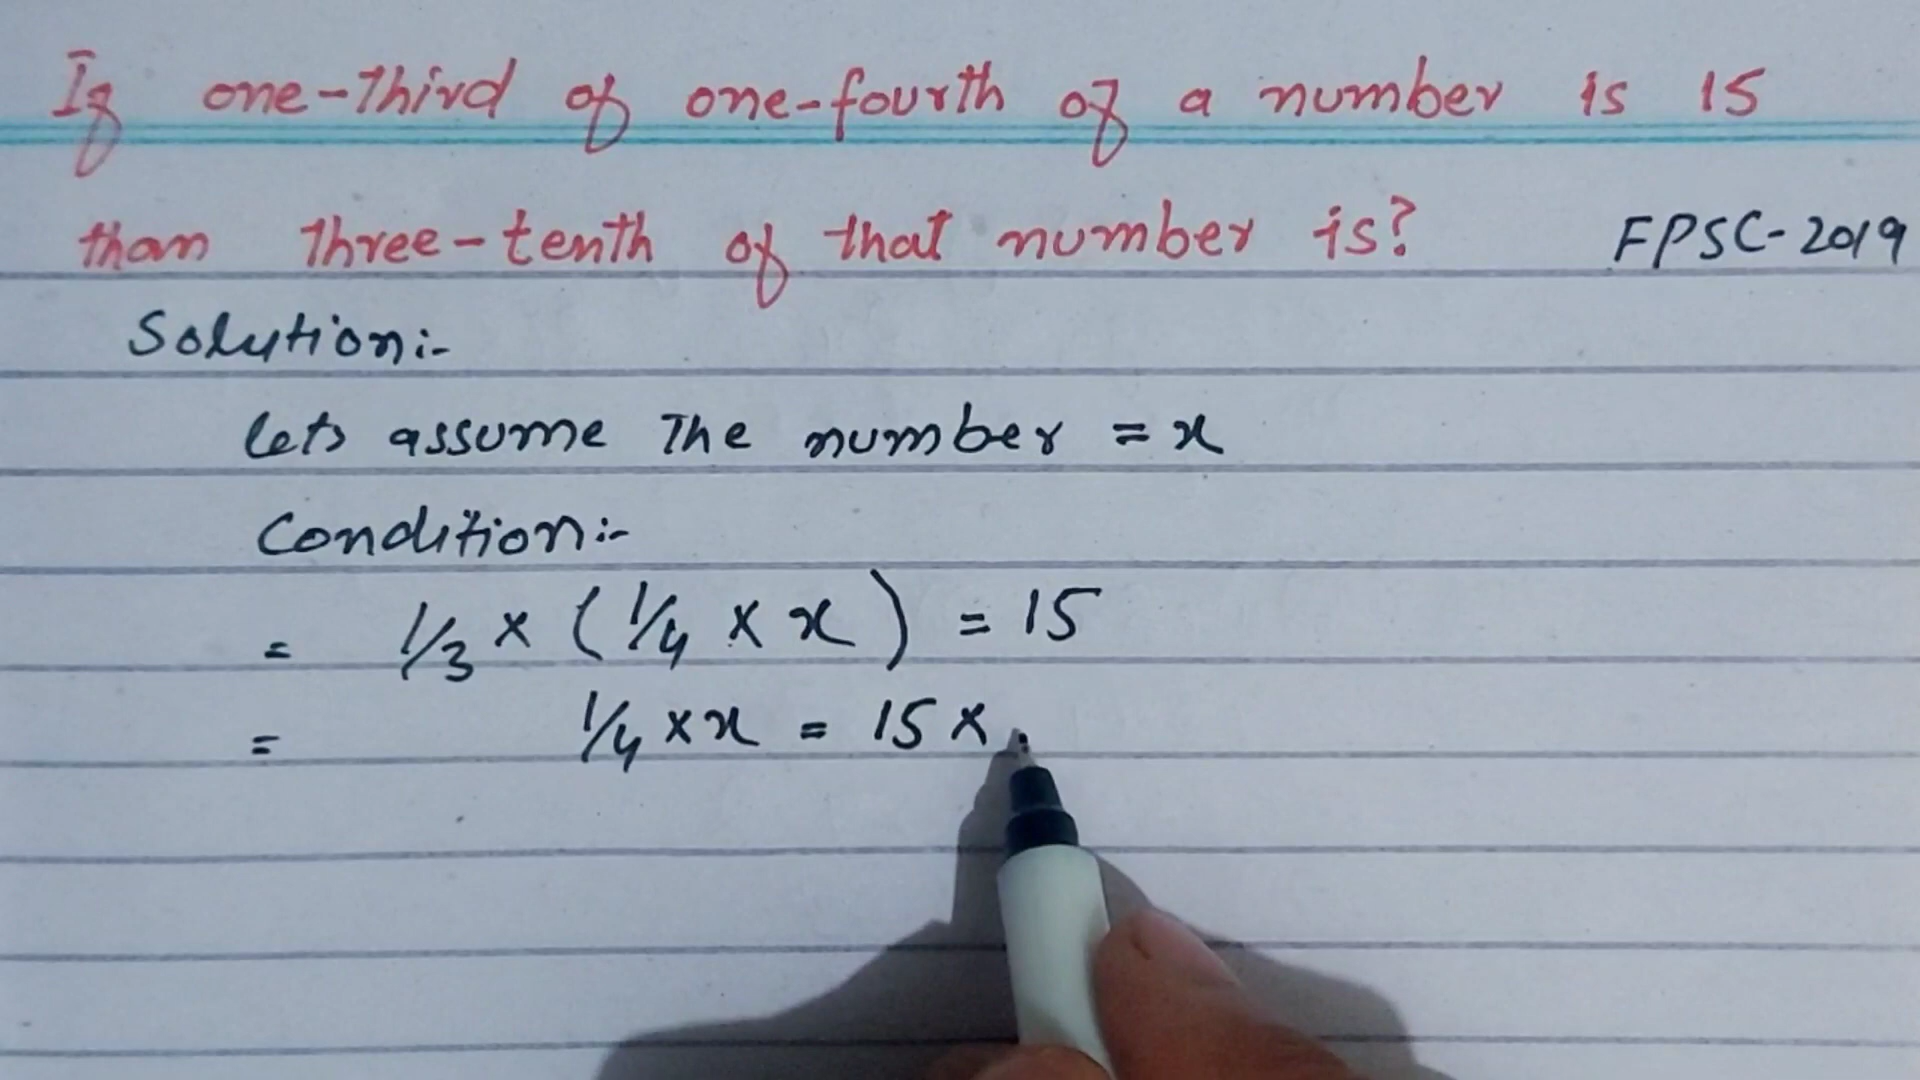 If one-third of one-fourth of a number is 15
than three-tenth of that number is? FPSC-2019
Solution:-
lets assume The number = x
Condition:-
= 1/3 × (1/4 × x) = 15
= 1/4 × x = 15 ×